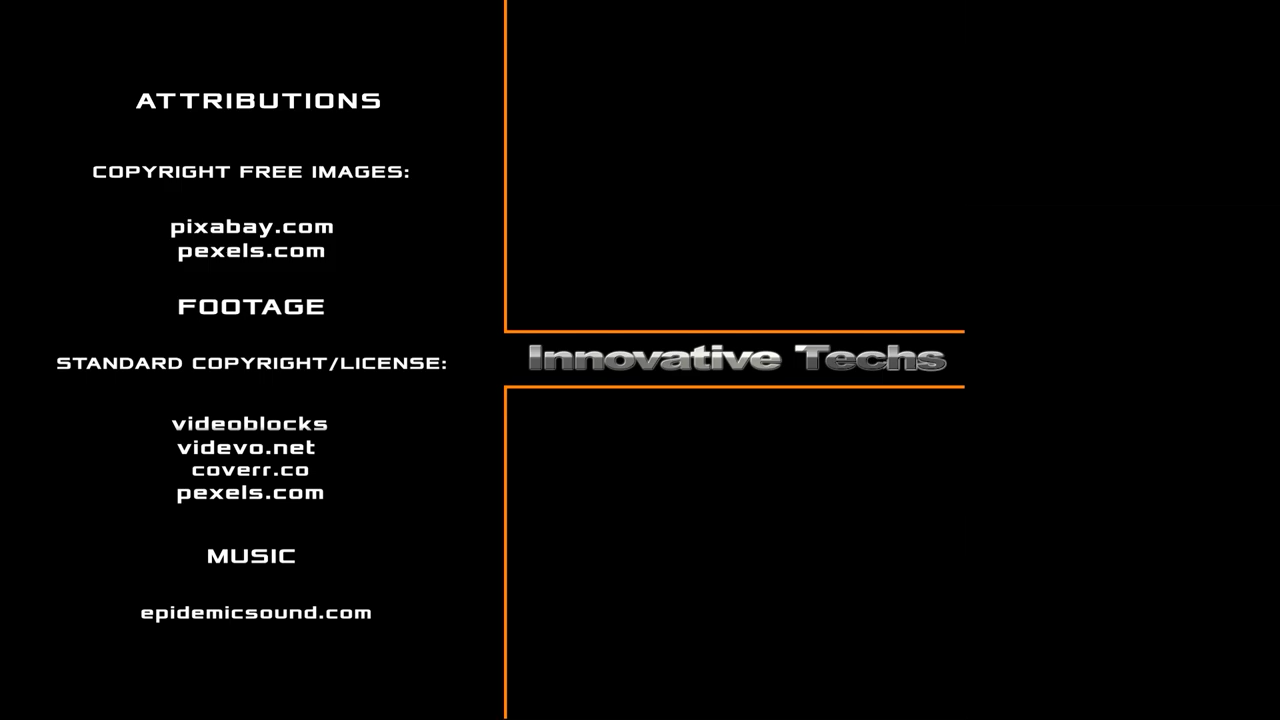 ATTRIBUTIONS
COPYRIGHT FREE IMAGES:
pixabay.com
pexels.com
FOOTAGE
STANDARD COPYRIGHT/LICENSE:
videoblocks
videvo.net
coverr.co
pexels.com
MUSIC
epidemicsound.com
Innovative Techs